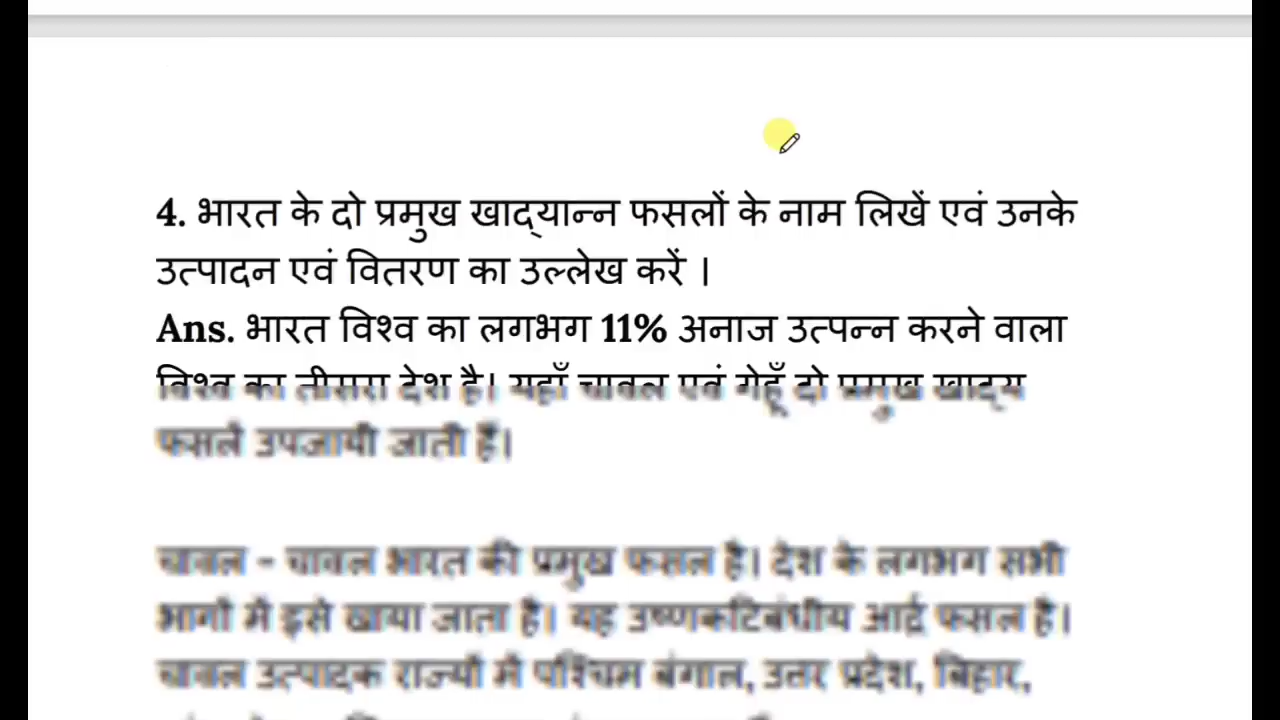 4. भारत के दो प्रमुख खाद्यान्न फसलों के नाम लिखें एवं उनके
उत्पादन एवं वितरण का उल्लेख करें ।
Ans. भारत विश्व का लगभग 11% अनाज उत्पन्न करने वाला
विश्व का तीसरा देश है। यहाँ चावल एवं गेहूँ दो प्रमुख खाद्य
फसलें उपजायी जाती हैं।
चावल - चावल भारत की प्रमुख फसल है। देश के लगभग सभी
भागों में इसे खाया जाता है। यह उष्णकटिबंधीय आर्द्र फसल है।
चावल उत्पादक राज्यों में पश्चिम बंगाल, उत्तर प्रदेश, बिहार,